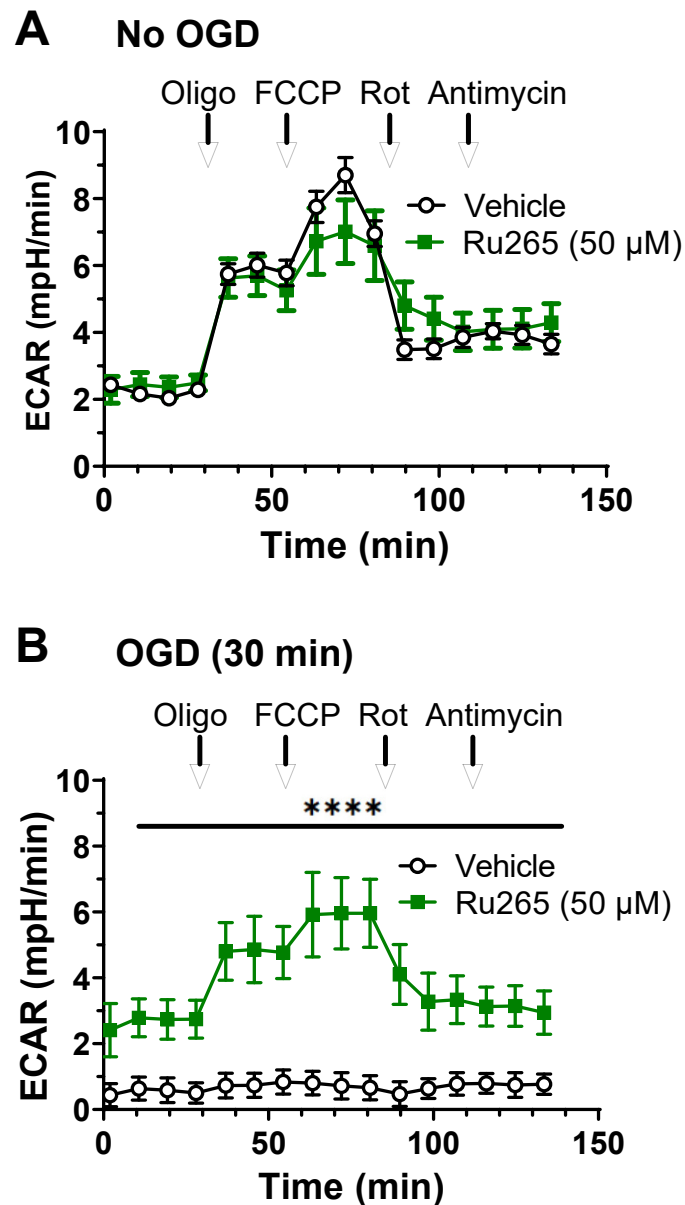 A No OGD
Oligo FCCP Rot Antimycin
10
8
6
4
2
0
ECAR (mpH/min)
Vehicle
Ru265 (50 µM)
0 50 100 150
Time (min)
B OGD (30 min)
Oligo FCCP Rot Antimycin
10
8
6
4
2
0
ECAR (mpH/min)
****
Vehicle
Ru265 (50 µM)
0 50 100 150
Time (min)